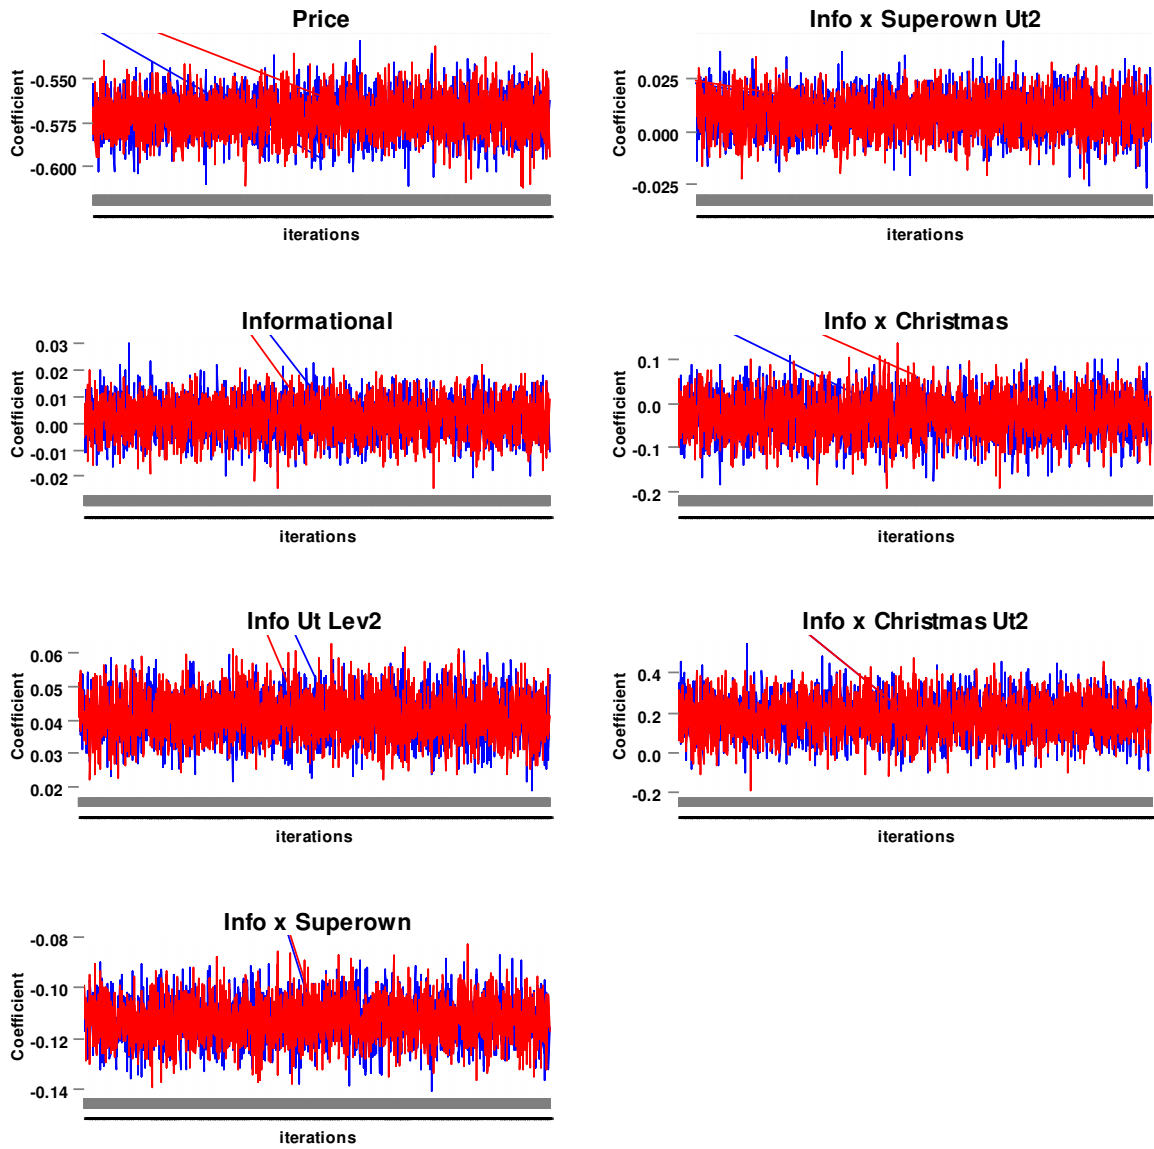 Price
Coefficient
-0.550
-0.575
-0.600
iterations
Info x Superown Ut2
Coefficient
0.025
0.000
-0.025
iterations
Informational
Coefficient
0.03
0.02
0.01
0.00
-0.01
-0.02
iterations
Info x Christmas
Coefficient
0.1
0.0
-0.1
-0.2
iterations
Info Ut Lev2
Coefficient
0.06
0.05
0.04
0.03
0.02
iterations
Info x Christmas Ut2
Coefficient
0.4
0.2
0.0
-0.2
iterations
Info x Superown
Coefficient
-0.08
-0.10
-0.12
-0.14
iterations